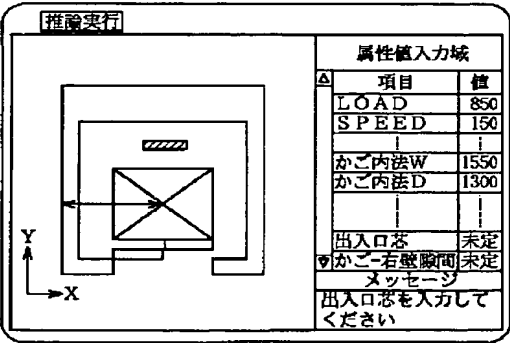 推論実行
属性値入力域
項目 値
LOAD 850
SPEED 150
かご内法W 1550
かご内法D 1300
出入口芯 未定
かご-右壁隙間 未定
メッセージ
出入口芯を入力して
ください
Y
X